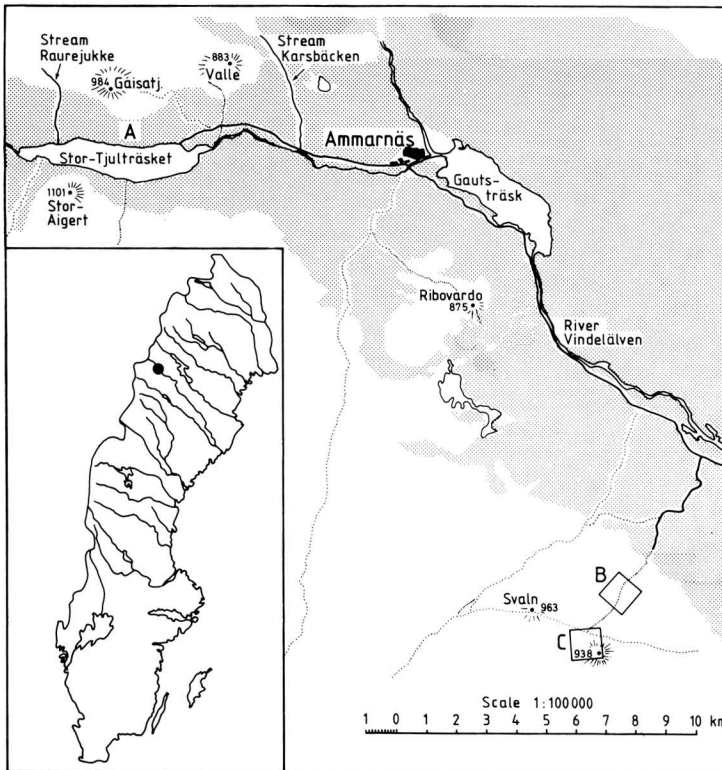 Stream
Raurejukke
984
Gáisatj.
883
Valle
Stream
Karsbäcken
A
Ammarnäs
Stor-Tjulträsket
Gauts-
träsk
1101
Stor-
Aigert
Ribovardo
875
River
Vindelälven
B
Svaln
963
C
938
Scale 1:100000
1 0 1 2 3 4 5 6 7 8 9 10 km